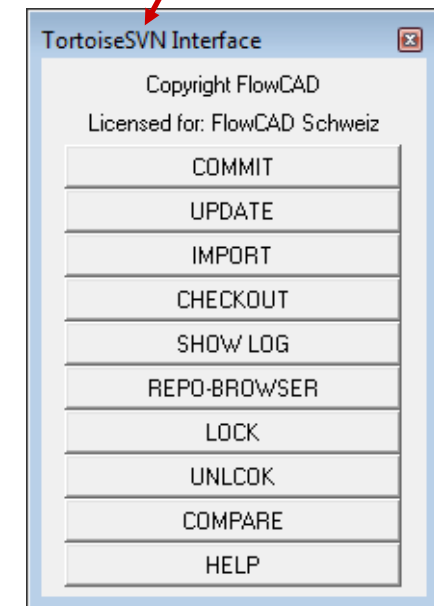 TortoiseSVN Interface
Copyright FlowCAD
Licensed for: FlowCAD Schweiz
COMMIT
UPDATE
IMPORT
CHECKOUT
SHOW LOG
REPO-BROWSER
LOCK
UNLCOK
COMPARE
HELP